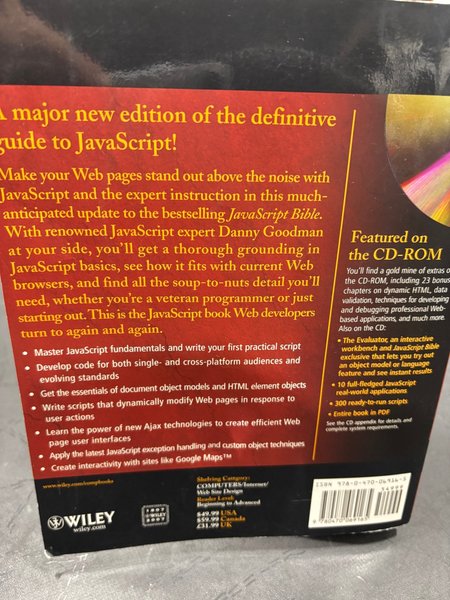 A major new edition of the definitive
guide to JavaScript!
Make your Web pages stand out above the noise with
JavaScript and the expert instruction in this much-
anticipated update to the bestselling JavaScript Bible.
With renowned JavaScript expert Danny Goodman
at your side, you'll get a thorough grounding in
JavaScript basics, see how it fits with current Web
browsers, and find all the soup-to-nuts detail you'll
need, whether you're a veteran programmer or just
starting out. This is the JavaScript book Web developers
turn to again and again.
• Master JavaScript fundamentals and write your first practical script
• Develop code for both single- and cross-platform audiences and
evolving standards
• Get the essentials of document object models and HTML element objects
• Write scripts that dynamically modify Web pages in response to
user actions
• Learn the power of new Ajax technologies to create efficient Web
page user interfaces
• Apply the latest JavaScript exception handling and custom object techniques
• Create interactivity with sites like Google Maps™
Featured on
the CD-ROM
You'll find a gold mine of extras o
the CD-ROM, including 23 bonus
chapters on dynamic HTML, data
validation, techniques for developing
and debugging professional Web-
based applications, and much more.
Also on the CD:
• The Evaluator, an interactive
workbench and JavaScript Bible
exclusive that lets you try out
an object model or language
feature and see instant results
• 10 full-fledged JavaScript
real-world applications
• 300 ready-to-run scripts
• Entire book in PDF
See the CD appendix for details and
complete system requirements.
www.wiley.com/compbooks
WILEY
wiley.com
1807
WILEY
2007
Shelving Category:
COMPUTERS/Internet/
Web Site Design
Reader Level:
Beginning to Advanced
$49.99 USA
$59.99 Canada
£31.99 UK
ISBN 978-0-470-06916-5
54999
9 780470 069165